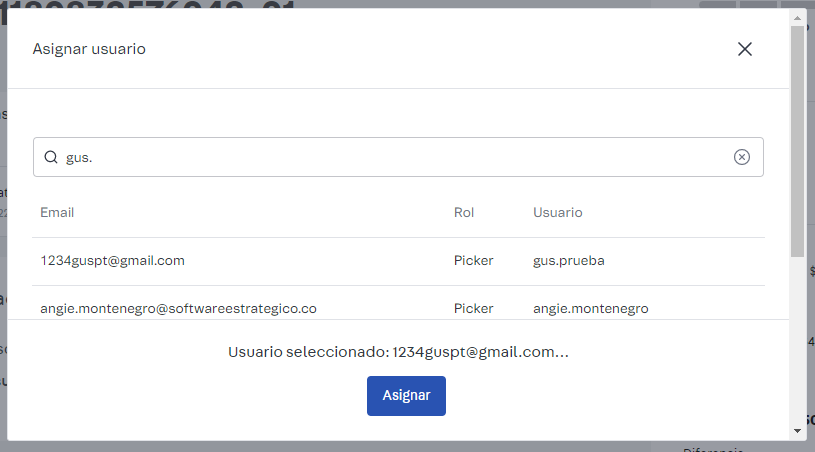 Asignar usuario
gus.
Email Rol Usuario
1234guspt@gmail.com Picker gus.prueba
angie.montenegro@softwareestrategico.co Picker angie.montenegro
Usuario seleccionado: 1234guspt@gmail.com...
Asignar
Diferencia